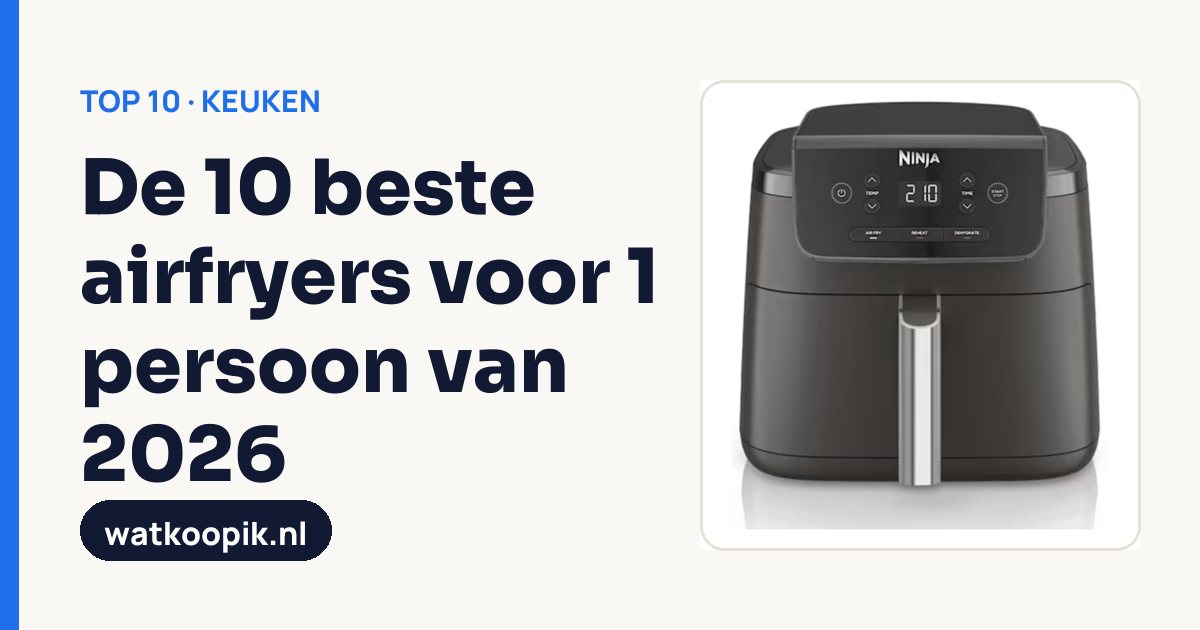 TOP 10 · KEUKEN
De 10 beste
airfryers voor 1
persoon van
2026
watkoopik.nl
NINJA
TEMP
210
TIME
START
STOP
AIR FRY REHEAT DEHYDRATE